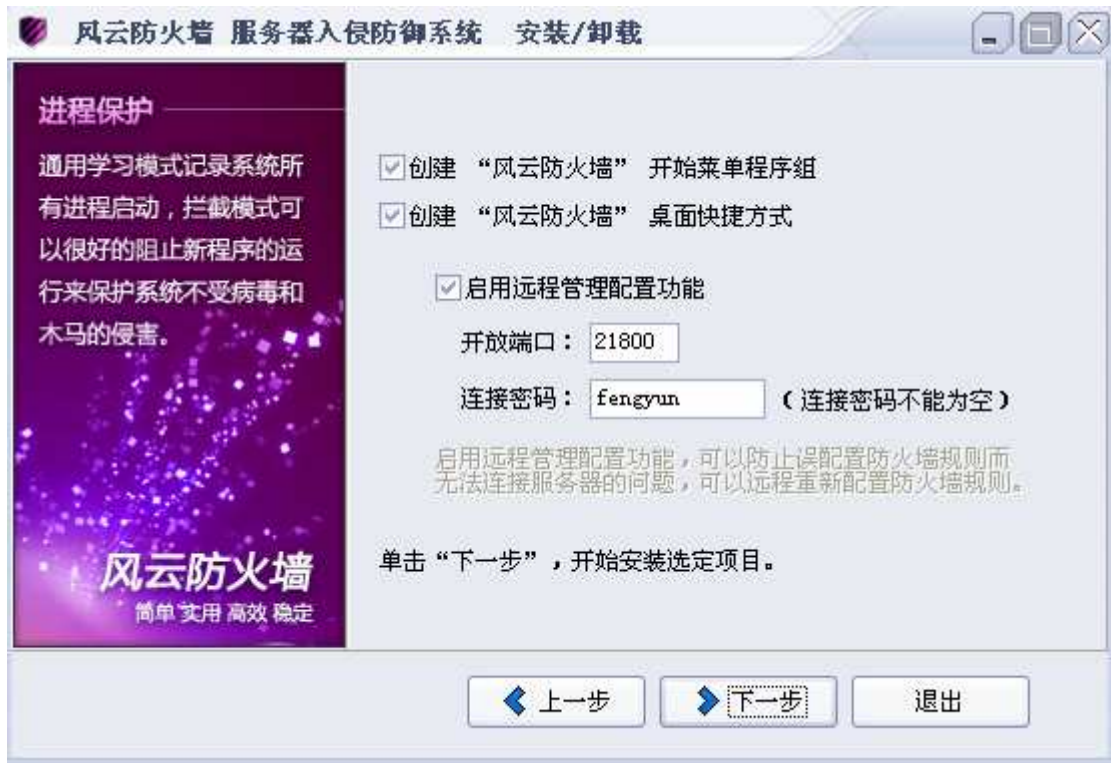 风云防火墙 服务器入侵防御系统 安装/卸载
进程保护
通用学习模式记录系统所
有进程启动，拦截模式可
以很好的阻止新程序的运
行来保护系统不受病毒和
木马的侵害。
风云防火墙
简单 实用 高效 稳定
创建 “风云防火墙” 开始菜单程序组
创建 “风云防火墙” 桌面快捷方式
启用远程管理配置功能
开放端口： 21800
连接密码： fengyun （连接密码不能为空）
启用远程管理配置功能，可以防止误配置防火墙规则而
无法连接服务器的问题，可以远程重新配置防火墙规则。
单击“下一步”，开始安装选定项目。
上一步 下一步 退出